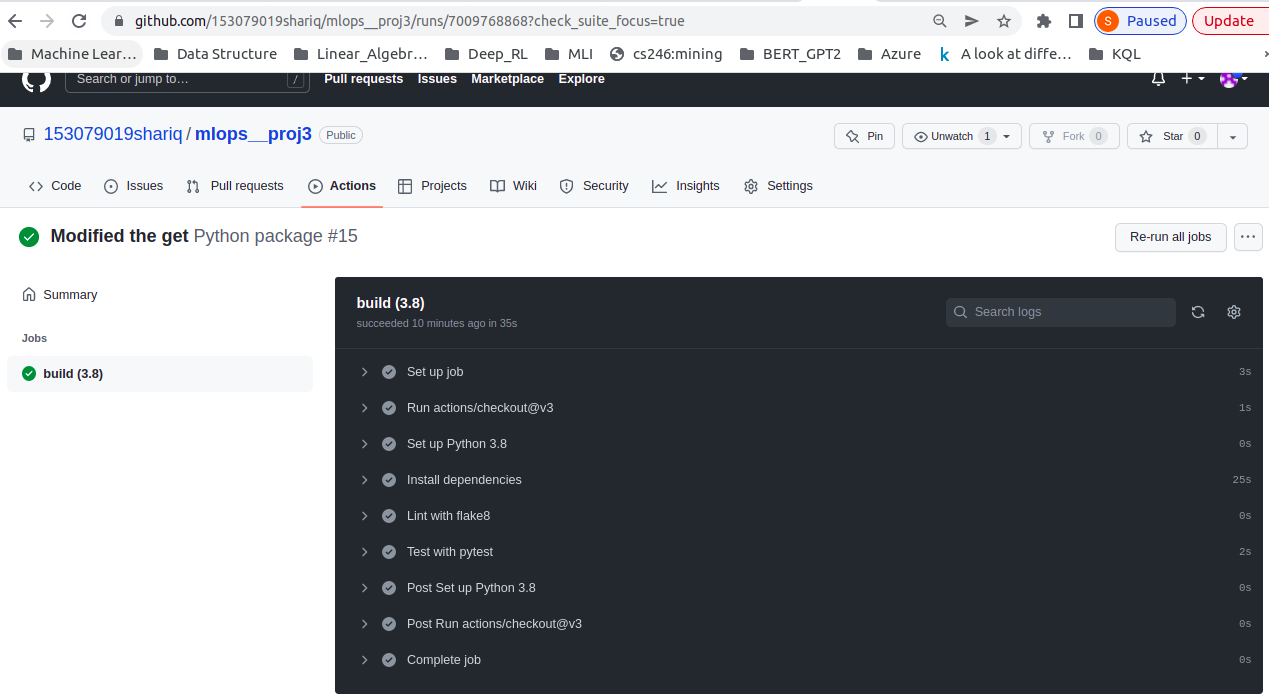 github.com/153079019shariq/mlops__proj3/runs/7009768868?check_suite_focus=true S Paused Update
Machine Lear… Data Structure Linear_Algebr… Deep_RL MLI cs246:mining BERT_GPT2 Azure k A look at diffe… KQL
Search or jump to… / Pull requests Issues Marketplace Explore
153079019shariq / mlops__proj3 Public Pin Unwatch 1 Fork 0 Star 0
Code Issues Pull requests Actions Projects Wiki Security Insights Settings
Modified the get Python package #15 Re-run all jobs
Summary
Jobs
build (3.8)
build (3.8)
succeeded 10 minutes ago in 35s
Search logs
Set up job 3s
Run actions/checkout@v3 1s
Set up Python 3.8 0s
Install dependencies 25s
Lint with flake8 0s
Test with pytest 2s
Post Set up Python 3.8 0s
Post Run actions/checkout@v3 0s
Complete job 0s